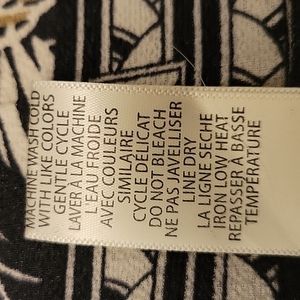 MACHINE WASH COLD
WITH LIKE COLORS
GENTLE CYCLE
LAVER À LA MACHINE
L'EAU FROIDE
AVEC COULEURS
SIMILAIRE
CYCLE DELICAT
DO NOT BLEACH
NE PAS JAVELLISER
LINE DRY
LA LIGNE SECHE
IRON LOW HEAT
REPASSER À BASSE
TEMPERATURE